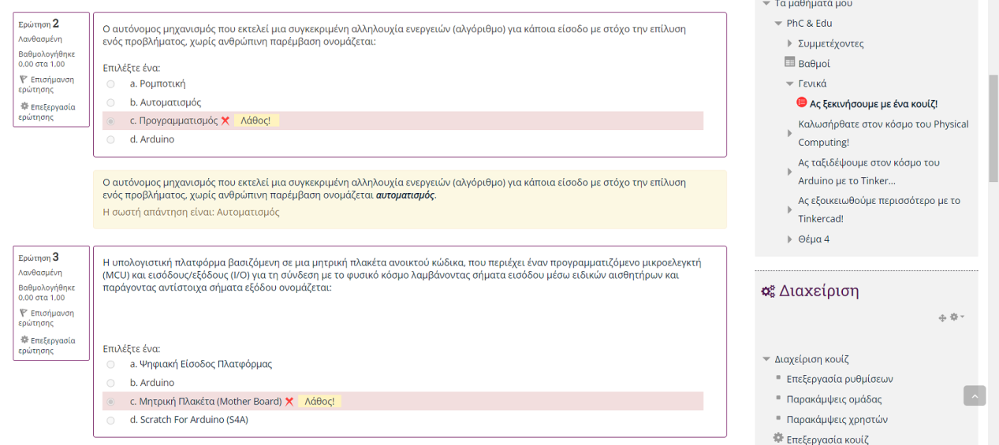 Ερώτηση 2
Λανθασμένη
Βαθμολογήθηκε
0,00 στα 1,00
Επισήμανση
ερώτησης
Επεξεργασία
ερώτησης
Ο αυτόνομος μηχανισμός που εκτελεί μια συγκεκριμένη αλληλουχία ενεργειών (αλγόριθμο) για κάποια είσοδο με στόχο την επίλυση
ενός προβλήματος, χωρίς ανθρώπινη παρέμβαση ονομάζεται:
Επιλέξτε ένα:
a. Ρομποτική
b. Αυτοματισμός
c. Προγραμματισμός Λάθος!
d. Arduino
Ο αυτόνομος μηχανισμός που εκτελεί μια συγκεκριμένη αλληλουχία ενεργειών (αλγόριθμο) για κάποια είσοδο με στόχο την επίλυση
ενός προβλήματος, χωρίς ανθρώπινη παρέμβαση ονομάζεται αυτοματισμός.
Η σωστή απάντηση είναι: Αυτοματισμός
Ερώτηση 3
Λανθασμένη
Βαθμολογήθηκε
0,00 στα 1,00
Επισήμανση
ερώτησης
Επεξεργασία
ερώτησης
Η υπολογιστική πλατφόρμα βασιζόμενη σε μια μητρική πλακέτα ανοικτού κώδικα, που περιέχει έναν προγραμματιζόμενο μικροελεγκτή
(MCU) και εισόδους/εξόδους (I/O) για τη σύνδεση με το φυσικό κόσμο λαμβάνοντας σήματα εισόδου μέσω ειδικών αισθητήρων και
παράγοντας αντίστοιχα σήματα εξόδου ονομάζεται:
Επιλέξτε ένα:
a. Ψηφιακή Είσοδος Πλατφόρμας
b. Arduino
c. Μητρική Πλακέτα (Mother Board) Λάθος!
d. Scratch For Arduino (S4A)
Τα μαθήματά μου
PhC & Edu
Συμμετέχοντες
Βαθμοί
Γενικά
Ας ξεκινήσουμε με ένα κουίζ!
Καλωσήρθατε στον κόσμο του Physical
Computing!
Ας ταξιδέψουμε στον κόσμο του
Arduino με το Tinker...
Ας εξοικειωθούμε περισσότερο με το
Tinkercad!
Θέμα 4
Διαχείριση
Διαχείριση κουίζ
Επεξεργασία ρυθμίσεων
Παρακάμψεις ομάδας
Παρακάμψεις χρηστών
Επεξεργασία κουίζ